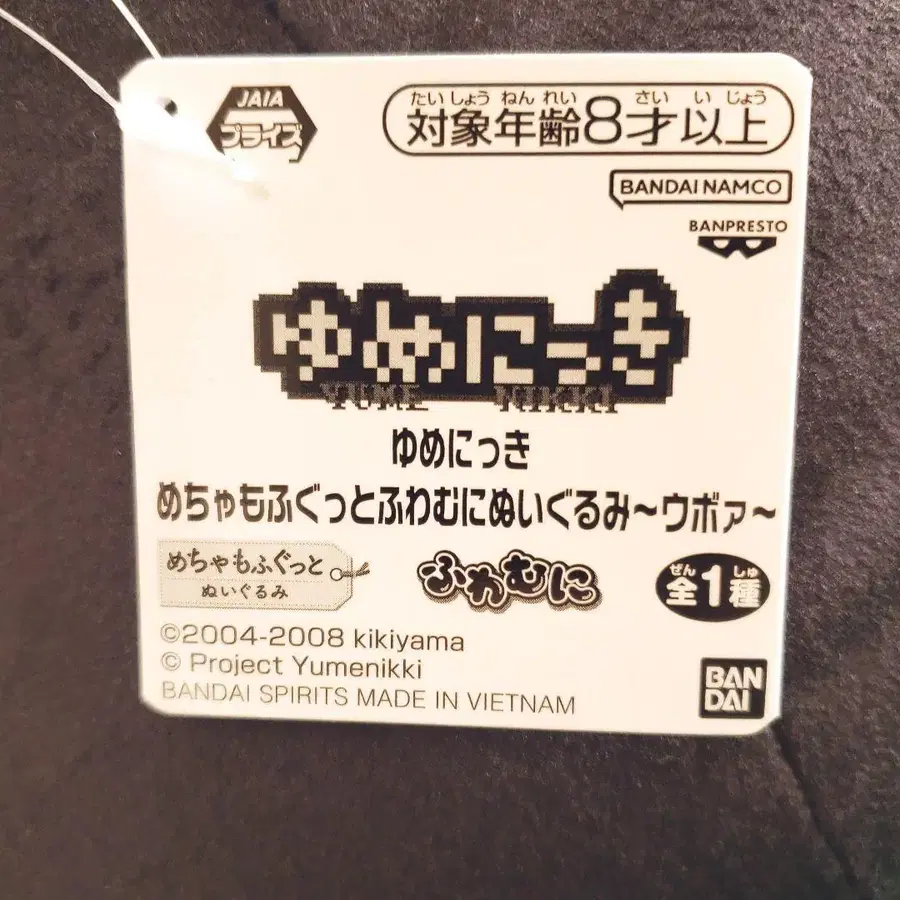 JAIA
プライズ
たいしょうねんれい さいいじょう
対象年齢8才以上
BANDAI NAMCO
BANPRESTO
ゆめにっき
YUME NIKKI
ゆめにっき
めちゃもふぐっとふわむにぬいぐるみ～ウボァ～
めちゃもふぐっと
ぬいぐるみ
ふわむに
ぜん しゅ
全1種
©2004-2008 kikiyama
© Project Yumenikki
BANDAI SPIRITS MADE IN VIETNAM
BAN
DAI